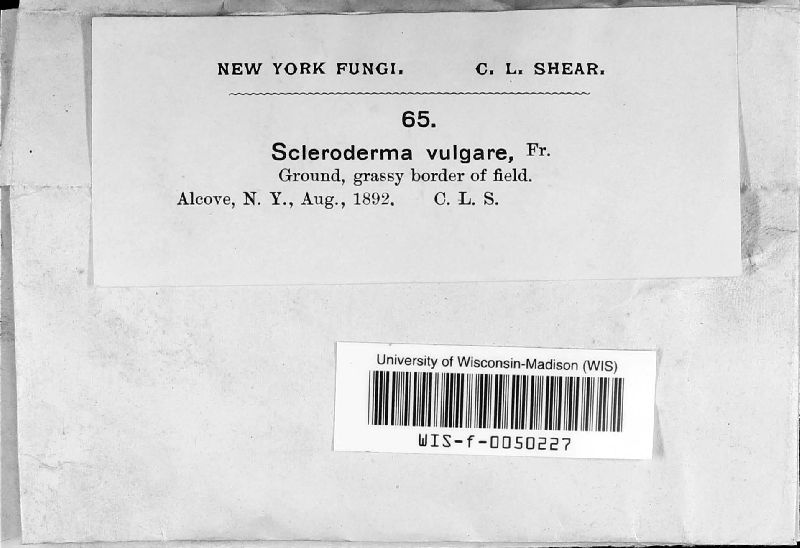 NEW YORK FUNGI. C. L. SHEAR.
65.
Scleroderma vulgare, Fr.
Ground, grassy border of field.
Alcove, N. Y., Aug., 1892. C. L. S.
University of Wisconsin-Madison (WIS)
WIS-f-0050227